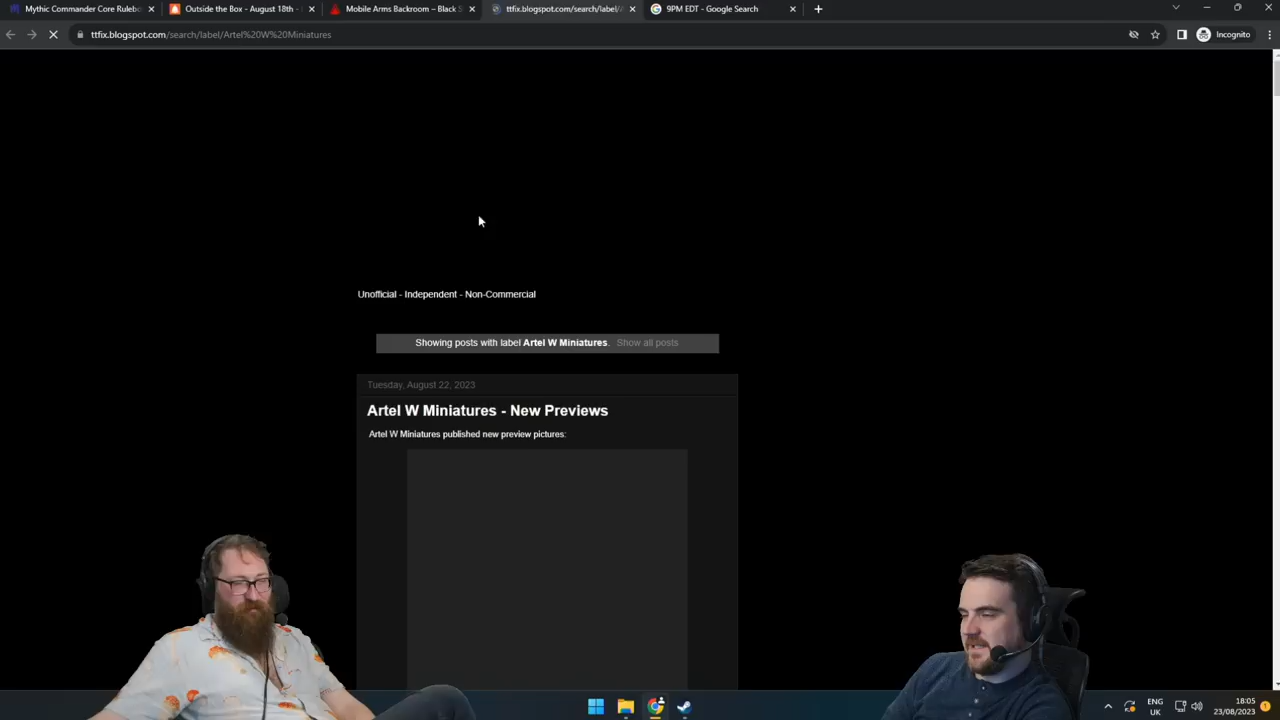 Mythic Commander Core Rulebo
Outside the Box - August 18th -
Mobile Arms Backroom – Black S
ttfix.blogspot.com/search/label/A
9PM EDT - Google Search
ttfix.blogspot.com/search/label/Artel%20W%20Miniatures
Incognito
Unofficial - Independent - Non-Commercial
Showing posts with label Artel W Miniatures. Show all posts
Tuesday, August 22, 2023
Artel W Miniatures - New Previews
Artel W Miniatures published new preview pictures:
ENG
UK
18:05
23/08/2023